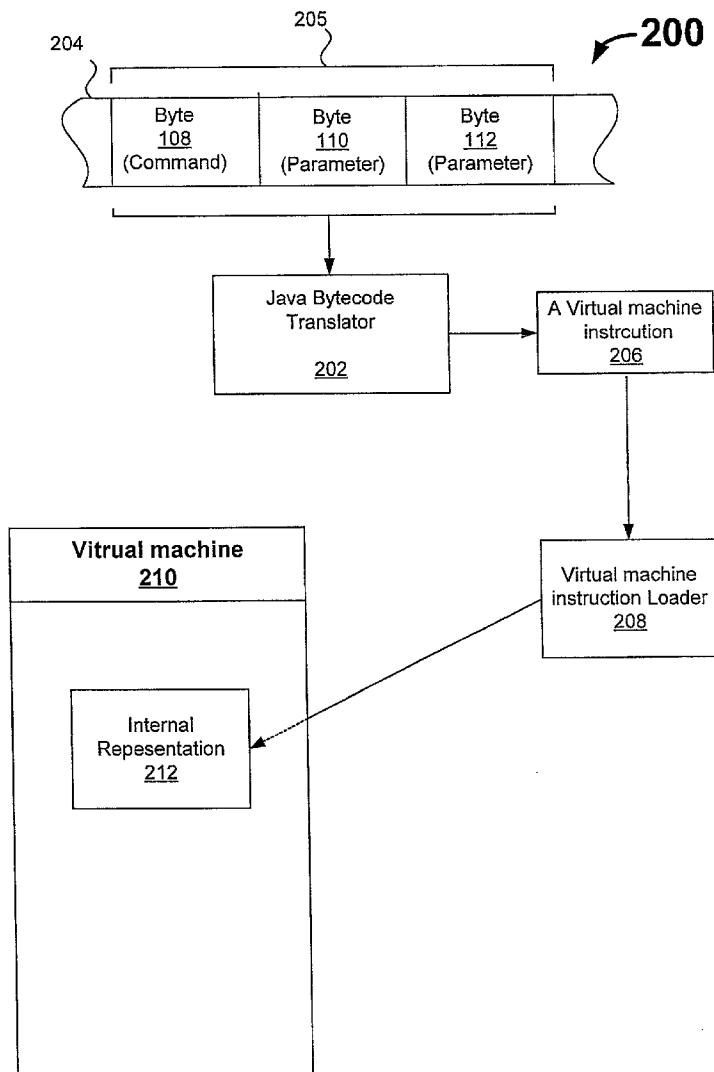 205
204
200
Byte
108
(Command)
Byte
110
(Parameter)
Byte
112
(Parameter)
Java Bytecode
Translator
202
A Virtual machine
instrcution
206
Vitrual machine
210
Virtual machine
instruction Loader
208
Internal
Repesentation
212